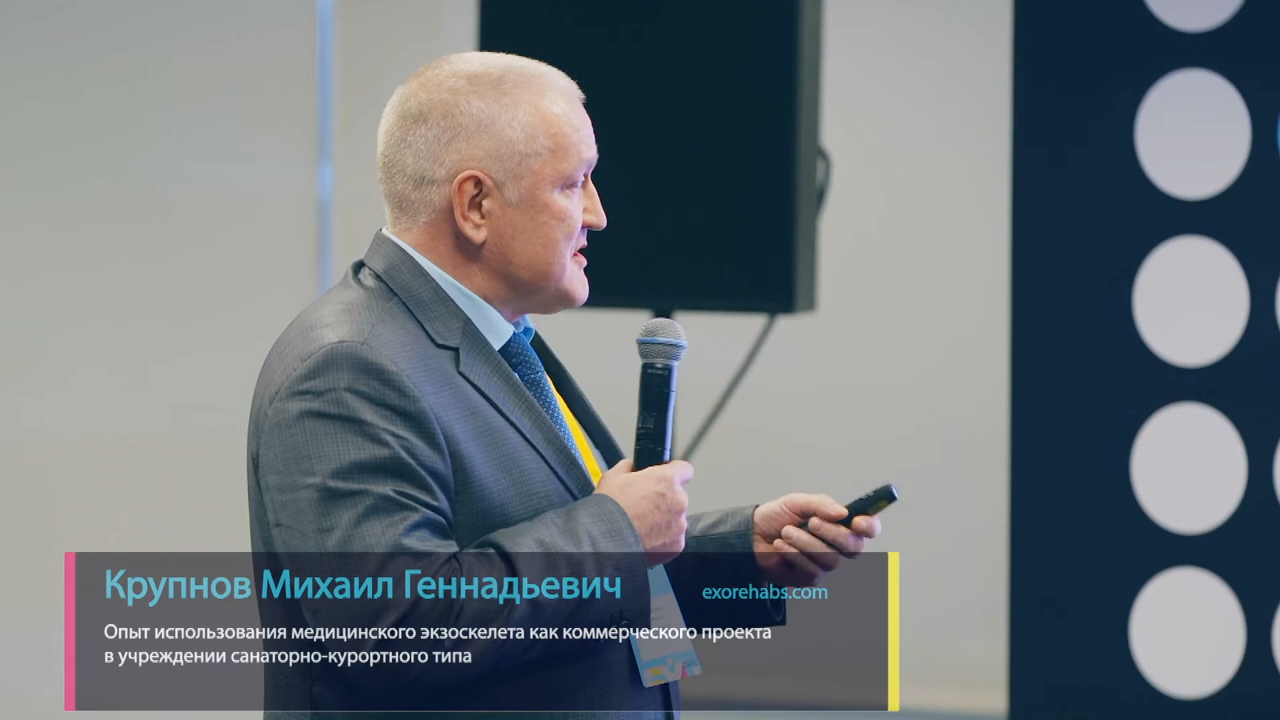 Крупнов Михаил Геннадьевич
exorehabs.com
Опыт использования медицинского экзоскелета как коммерческого проекта
в учреждении санаторно-курортного типа